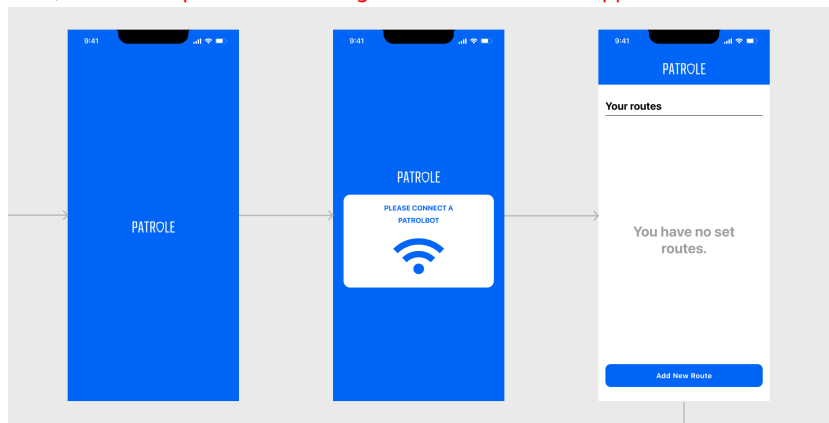 9:41
PATROLE
9:41
PATROLE
PLEASE CONNECT A
PATROLBOT
9:41
PATROLE
Your routes
You have no set
routes.
Add New Route